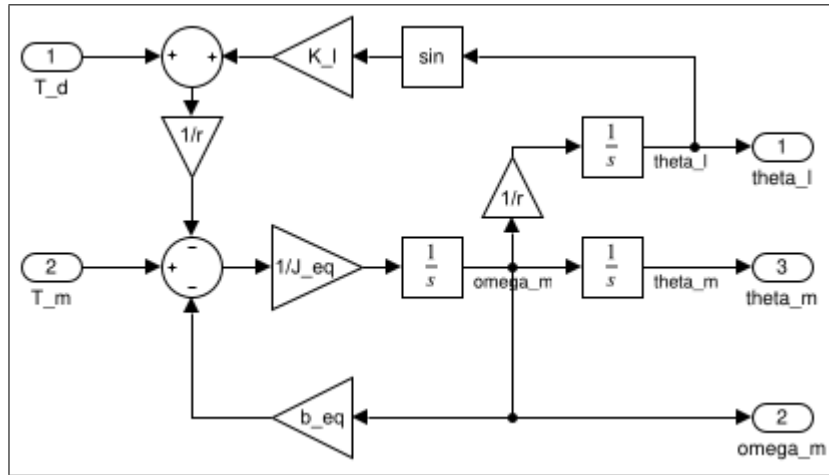 1
T_d
+
+
K_l
sin
1/r
1
s
theta_l
1
theta_l
1/r
2
T_m
−
+
−
1/J_eq
1
s
omega_m
1
s
theta_m
3
theta_m
b_eq
2
omega_m